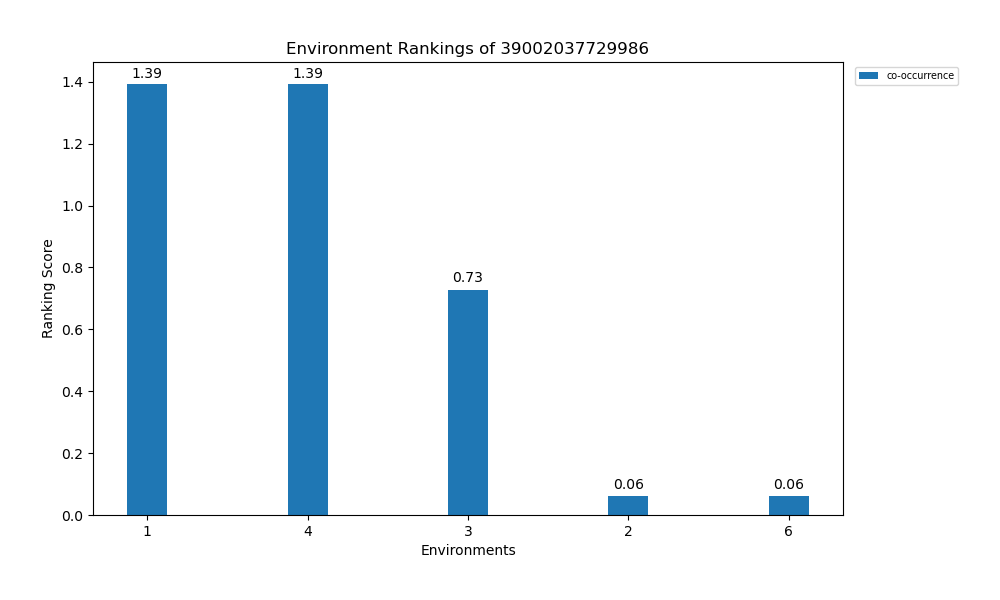 Environment Rankings of 39002037729986
1.39 1.39 0.73 0.06 0.06
co-occurrence
Ranking Score
1.4
1.2
1.0
0.8
0.6
0.4
0.2
0.0
1 4 3 2 6
Environments